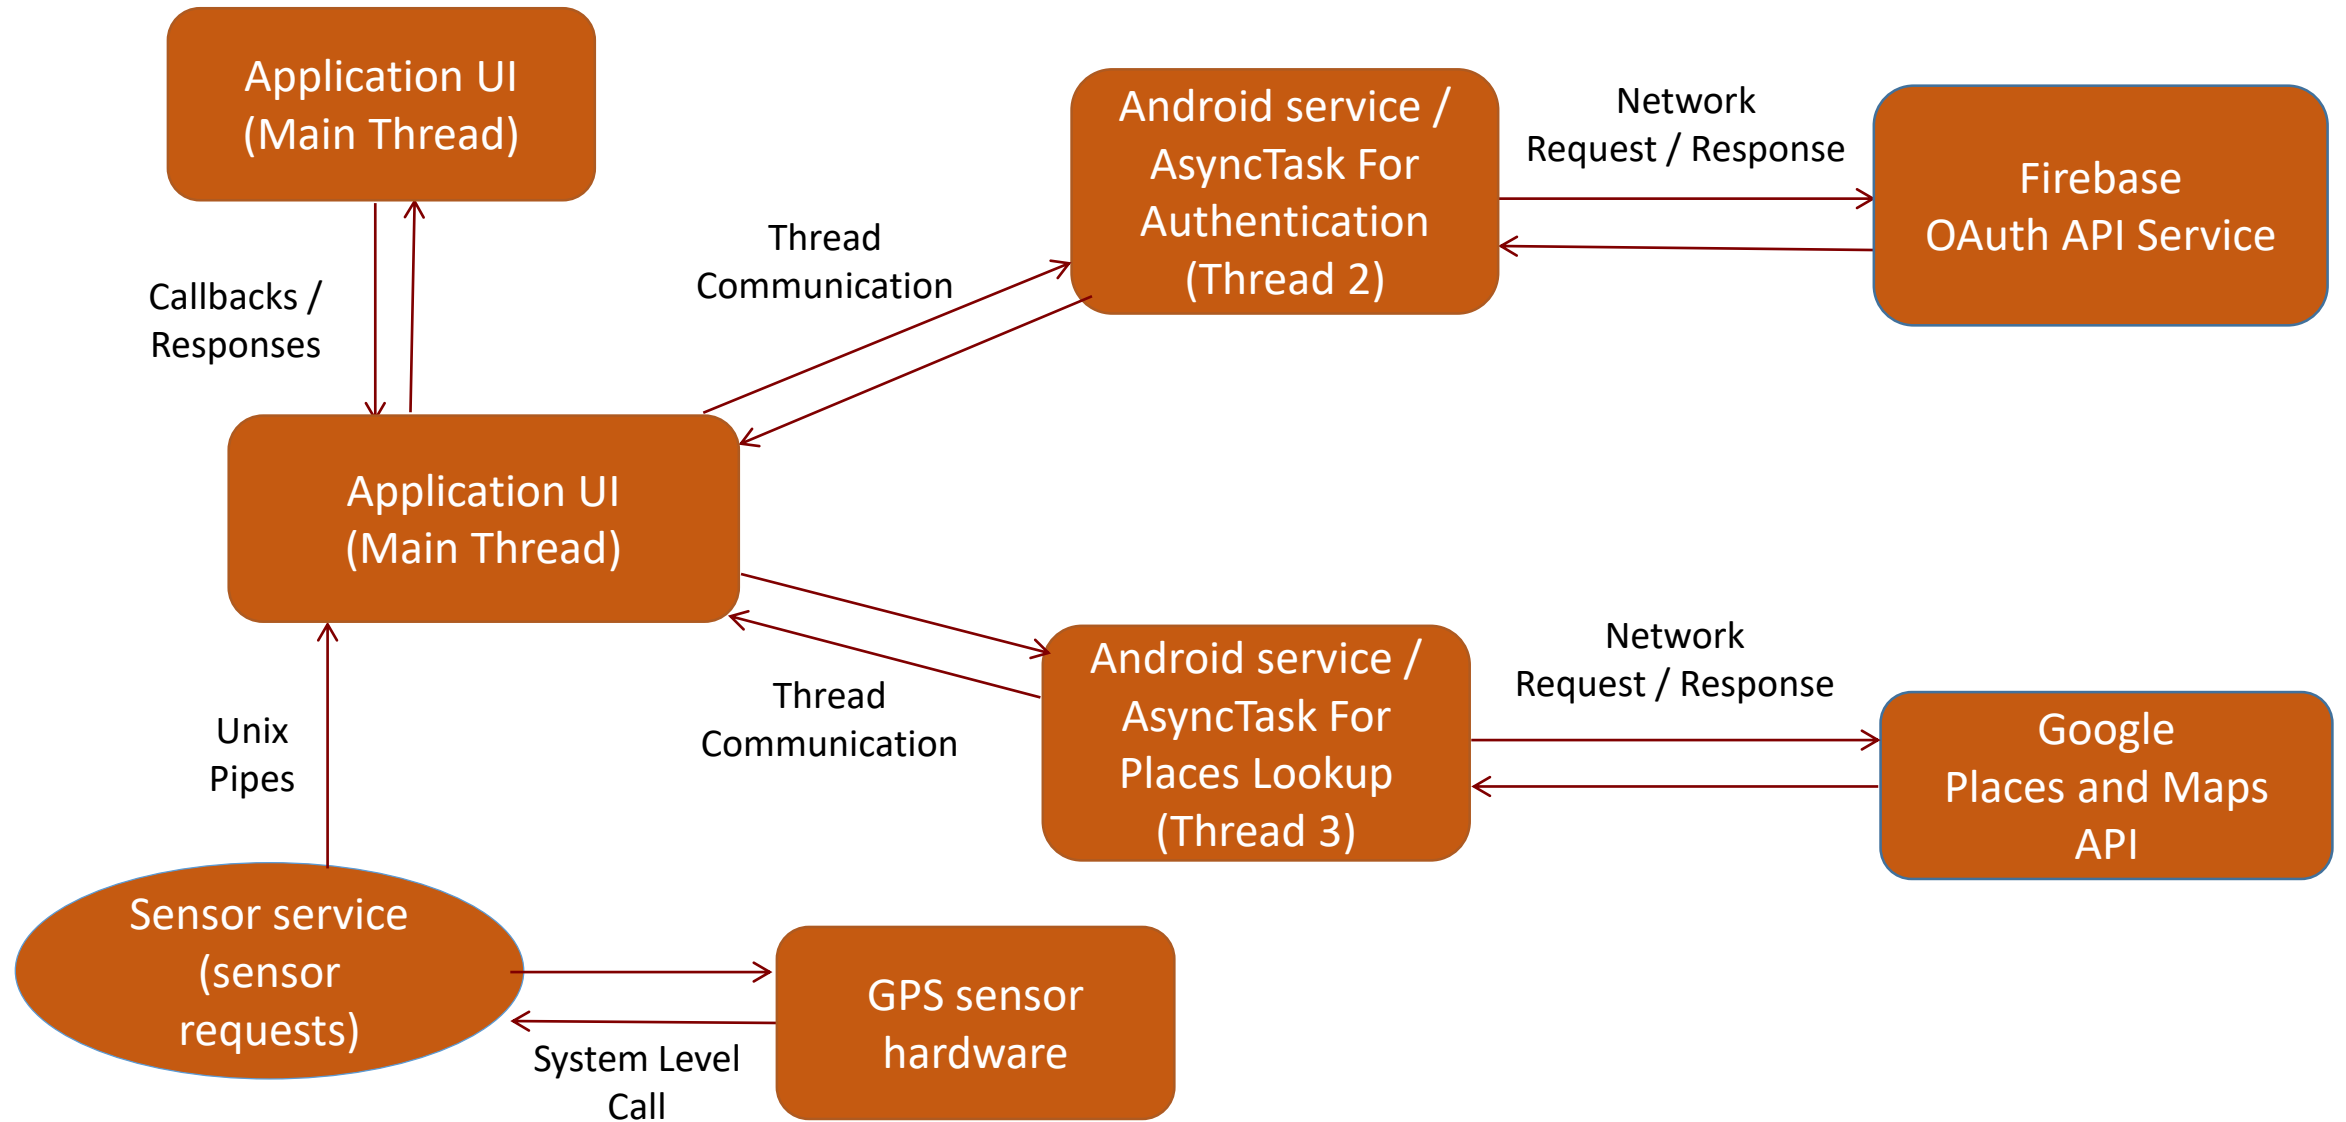 Application UI
(Main Thread)
Android service /
AsyncTask For
Authentication
(Thread 2)
Network
Request / Response
Firebase
OAuth API Service
Thread
Communication
Callbacks /
Responses
Application UI
(Main Thread)
Thread
Communication
Android service /
AsyncTask For
Places Lookup
(Thread 3)
Network
Request / Response
Google
Places and Maps
API
Unix
Pipes
Sensor service
(sensor
requests)
System Level
Call
GPS sensor
hardware